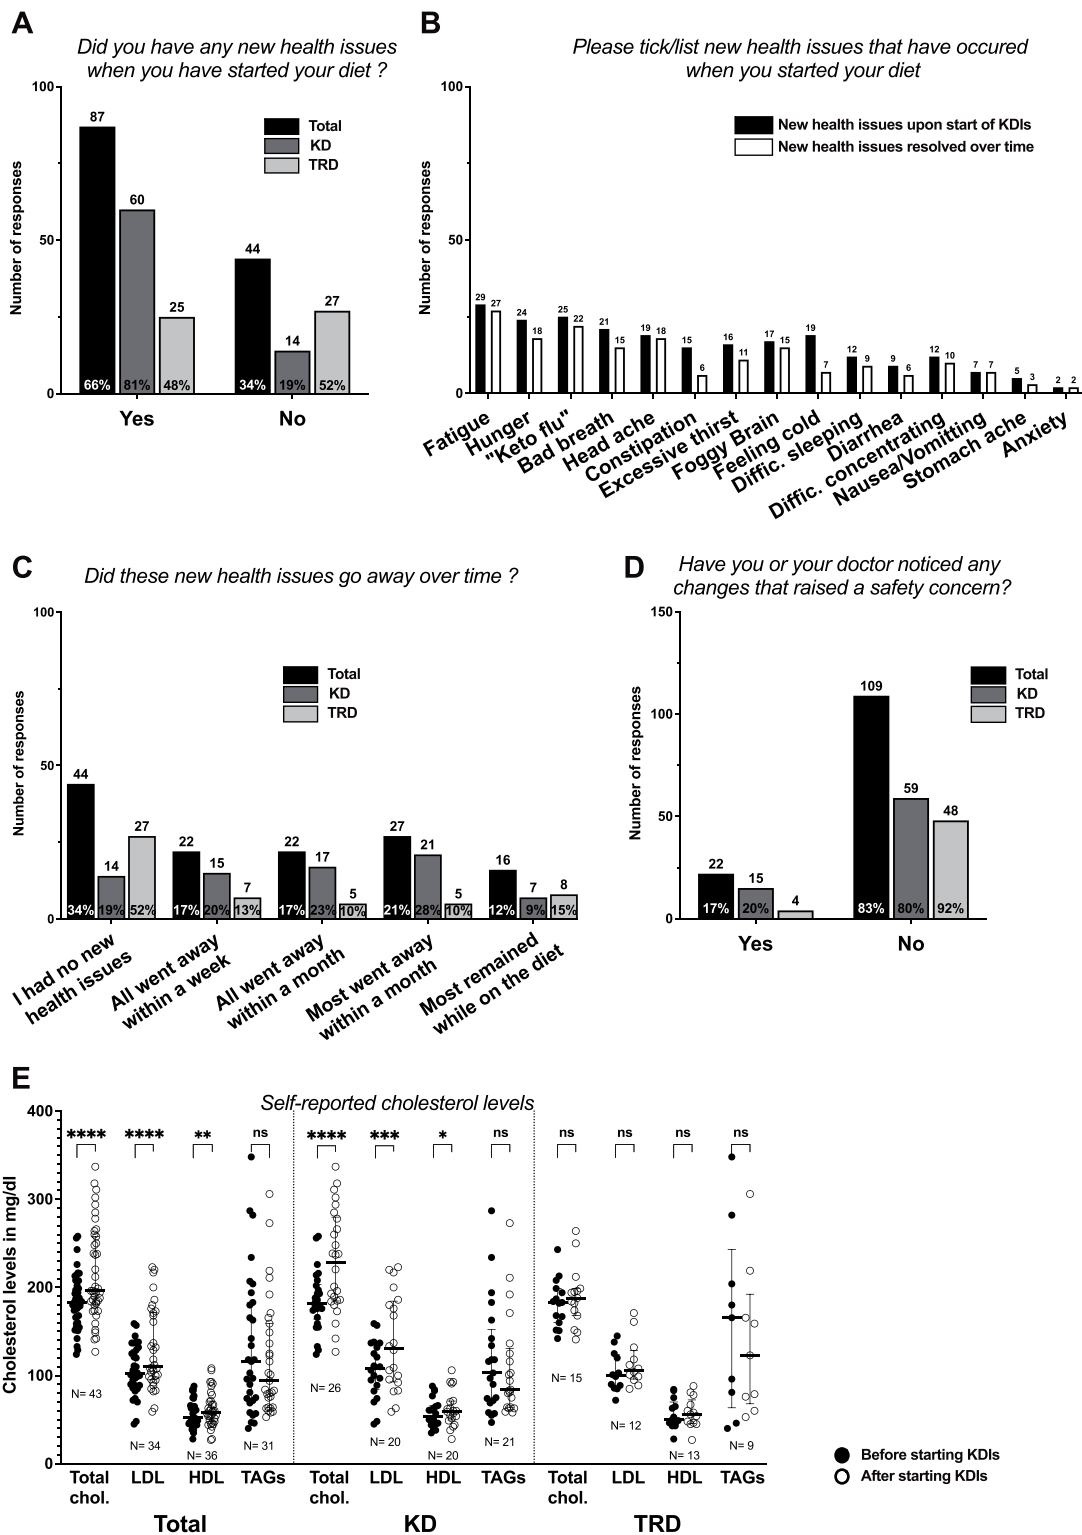 A
Did you have any new health issues
when you have started your diet ?
100
50
0
Number of responses
87
60
25
44
14
27
66%
81%
48%
34%
19%
52%
Yes
No
Total
KD
TRD
B
Please tick/list new health issues that have occured
when you started your diet
100
50
0
Number of responses
New health issues upon start of KDIs
New health issues resolved over time
29 27
24 18
25 22
21 15
19 18
15 6
16 11
17 15
19 7
12 9
9 6
12 10
7 7
5 3
2 2
Fatigue
Hunger
"Keto flu"
Bad breath
Head ache
Constipation
Excessive thirst
Foggy Brain
Feeling cold
Diffic. sleeping
Diarrhea
Diffic. concentrating
Nausea/Vomitting
Stomach ache
Anxiety
C
Did these new health issues go away over time ?
100
50
0
Number of responses
Total
KD
TRD
44 14 27
22 15 7
22 17 5
27 21 5
16 7 8
34% 19% 52%
17% 20% 13%
17% 23% 10%
21% 28% 10%
12% 9% 15%
I had no new
health issues
All went away
within a week
All went away
within a month
Most went away
within a month
Most remained
while on the diet
D
Have you or your doctor noticed any
changes that raised a safety concern?
150
100
50
0
Number of responses
Total
KD
TRD
22 15 4
109 59 48
17% 20%
83% 80% 92%
Yes
No
E
Self-reported cholesterol levels
400
300
200
100
0
Cholesterol levels in mg/dl
**** **** ** ns
**** *** * ns
ns ns ns ns
N= 43
N= 34
N= 36
N= 31
N= 26
N= 20
N= 20
N= 21
N= 15
N= 12
N= 13
N= 9
Total
chol.
LDL
HDL
TAGs
Total
chol.
LDL
HDL
TAGs
Total
chol.
LDL
HDL
TAGs
Total
KD
TRD
Before starting KDIs
After starting KDIs